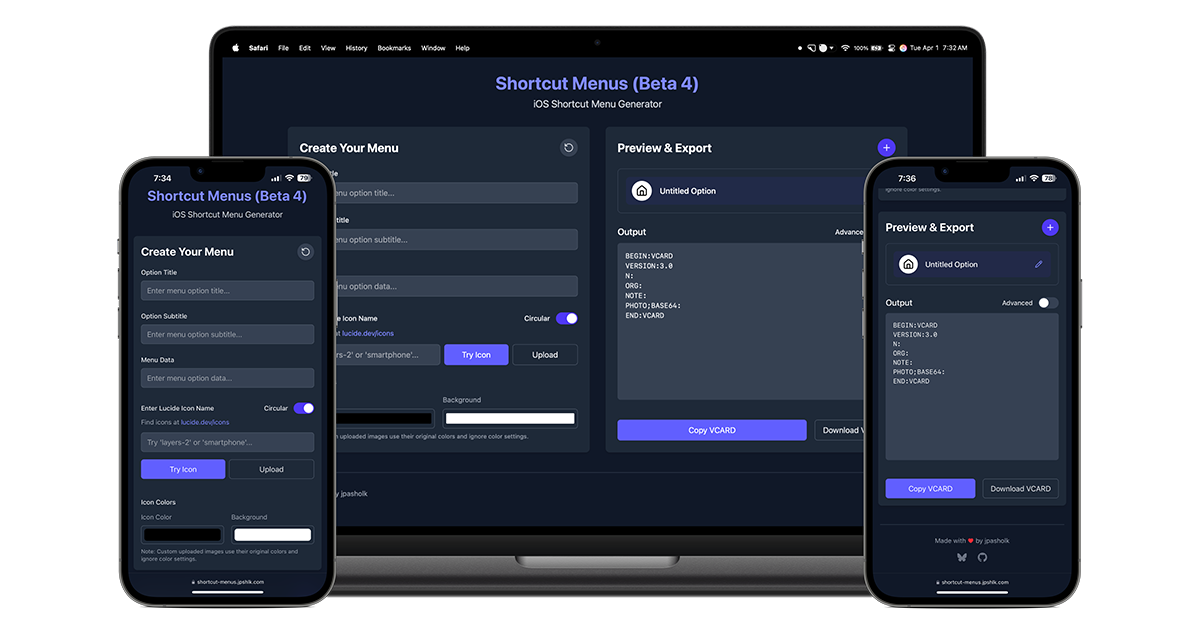 Safari File Edit View History Bookmarks Window Help
100% Tue Apr 1 7:32 AM
Shortcut Menus (Beta 4)
iOS Shortcut Menu Generator
Create Your Menu
enu option title...
title
enu option subtitle...
enu option data...
Icon Name
Circular
at lucide.dev/icons
rs-2' or 'smartphone'...
Try Icon
Upload
Background
uploaded images use their original colors and ignore color settings.
by jpasholk
Preview & Export
+
Untitled Option
Output
Advance
BEGIN:VCARD
VERSION:3.0
N:
ORG:
NOTE:
PHOTO;BASE64:
END:VCARD
Copy VCARD
Download V
7:34
79
Shortcut Menus (Beta 4)
iOS Shortcut Menu Generator
Create Your Menu
Option Title
Enter menu option title...
Option Subtitle
Enter menu option subtitle...
Menu Data
Enter menu option data...
Enter Lucide Icon Name
Circular
Find icons at lucide.dev/icons
Try 'layers-2' or 'smartphone'...
Try Icon
Upload
Icon Colors
Icon Color
Background
Note: Custom uploaded images use their original colors and
ignore color settings.
shortcut-menus.jpshlk.com
7:36
78
ignore color settings.
Preview & Export
+
Untitled Option
Output
Advanced
BEGIN:VCARD
VERSION:3.0
N:
ORG:
NOTE:
PHOTO;BASE64:
END:VCARD
Copy VCARD
Download VCARD
Made with ❤ by jpasholk
shortcut-menus.jpshlk.com